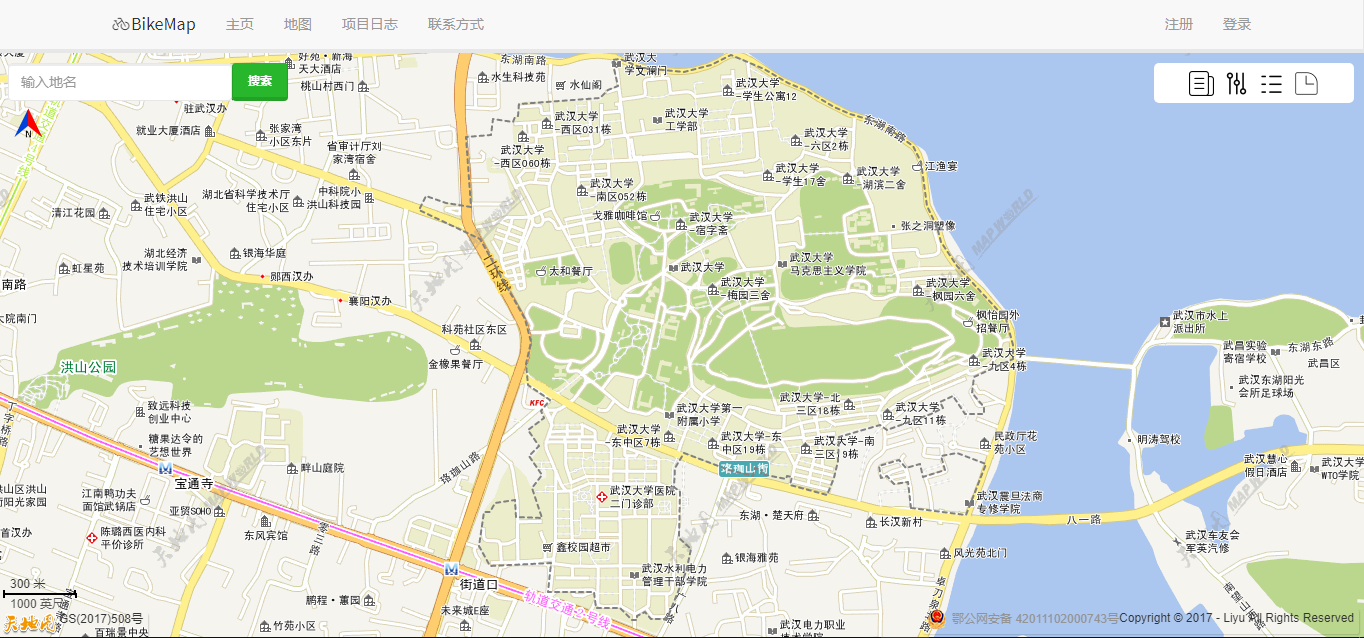 BikeMap 主页 地图 项目日志 联系方式 注册 登录
输入地名 搜索
好苑·新海
天大酒店
桃山村西门
驻武汉办
就业大厦酒店
张家湾
小区东片
省审计厅刘
家湾宿舍
中科院小
洪山科技园
湖北省科学技术厅
住宅小区
武铁洪山
住宅小区
清江花园
湖北经济
技术培训学院
银海华庭
虹星苑
郧西汉办
襄阳汉办
南路
大院南门
洪山公园
科苑社区东区
金橡果餐厅
致远科技
创业中心
糖果达令的
艺想世界
宝通寺
畔山庭院
江南鸭功夫
面馆武锅店
亚贸SOHO
东风宾馆
陈璐西医内科
平价诊所
首汉办
丁字桥路
珞珈山路
街道口
鹏程·蕙园
竹苑小区
未来城E座
百瑞景中央
轨道交通2号线
东湖南路
水生科技苑
水仙阁
武汉大
学文澜门
武汉大学
-学生公寓12
武汉大学
-西区031栋
武汉大学
工学部
武汉大学
-西区060栋
武汉大学
-六区2栋
东湖南路
江渔宴
武汉大学
-学生17舍
武汉大学
-湖滨二舍
武汉大学
-南区052栋
戈雅咖啡馆
武汉大学
-宿字斋
张之洞塑像
二环线
太和餐厅
武汉大学
武汉大学
马克思主义学院
武汉大学
-梅园三舍
武汉大学
-枫园六舍
枫怡园外
招餐厅
武汉大学
-九区4栋
KFC
武汉大学第一
附属小学
武汉大学-北
三区18栋
武汉大学
-九区11栋
武汉大学
-东中区7栋
武汉大学-东
中区19栋
武汉大学-南
三区19栋
珞珈山街
民政厅花
苑小区
武汉大学医院
二门诊部
武汉震旦法商
专修学院
东湖·楚天府
长汉新村
八一路
鑫校园超市
武汉水利电力
管理干部学院
银海雅苑
风光苑北门
武汉电力职业
技术学院
卓刀泉
武汉市水上
派出所
武昌实验
寄宿学校
东湖东路
武昌区
武汉东湖阳光
会所足球场
明涛驾校
武汉慧心
假日酒店
武汉大学
WTO学院
武汉车友会
军英汽修
南望山路
300 米
1000 英尺
天地图
GS(2017)508号
鄂公网安备 42011102000743号Copyright © 2017 - Liyu All Rights Reserved